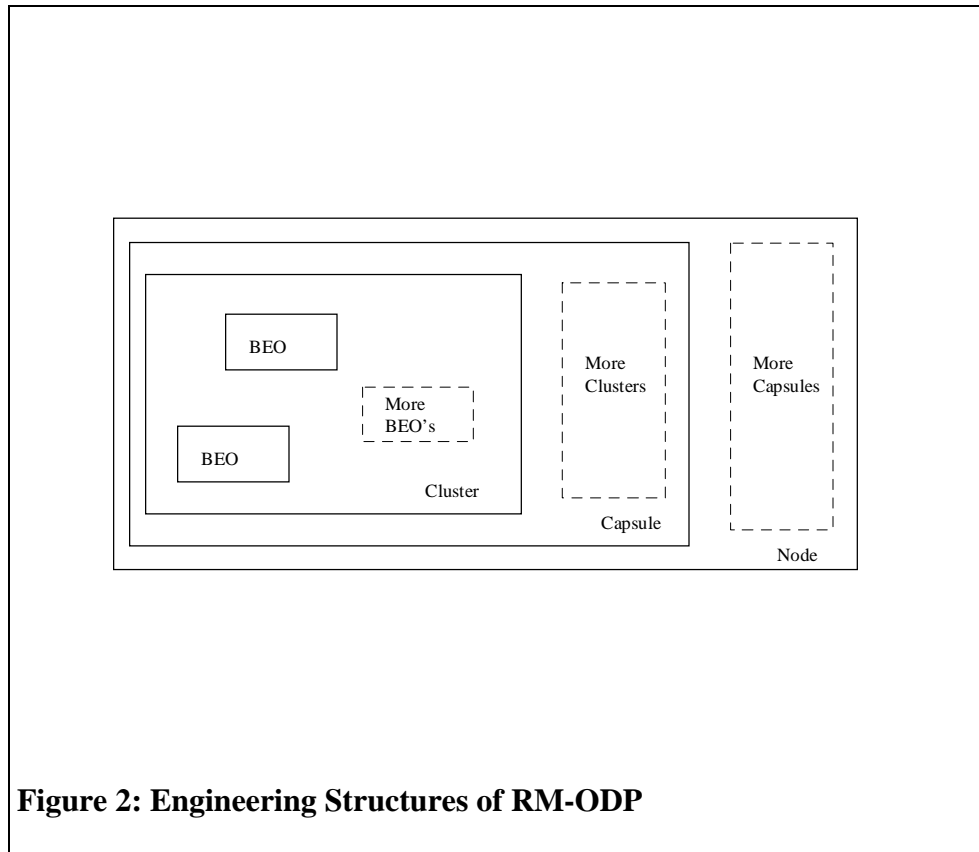 BEO
More
Clusters
More
Capsules
More
BEO's
BEO
Cluster
Capsule
Node
Figure 2: Engineering Structures of RM-ODP